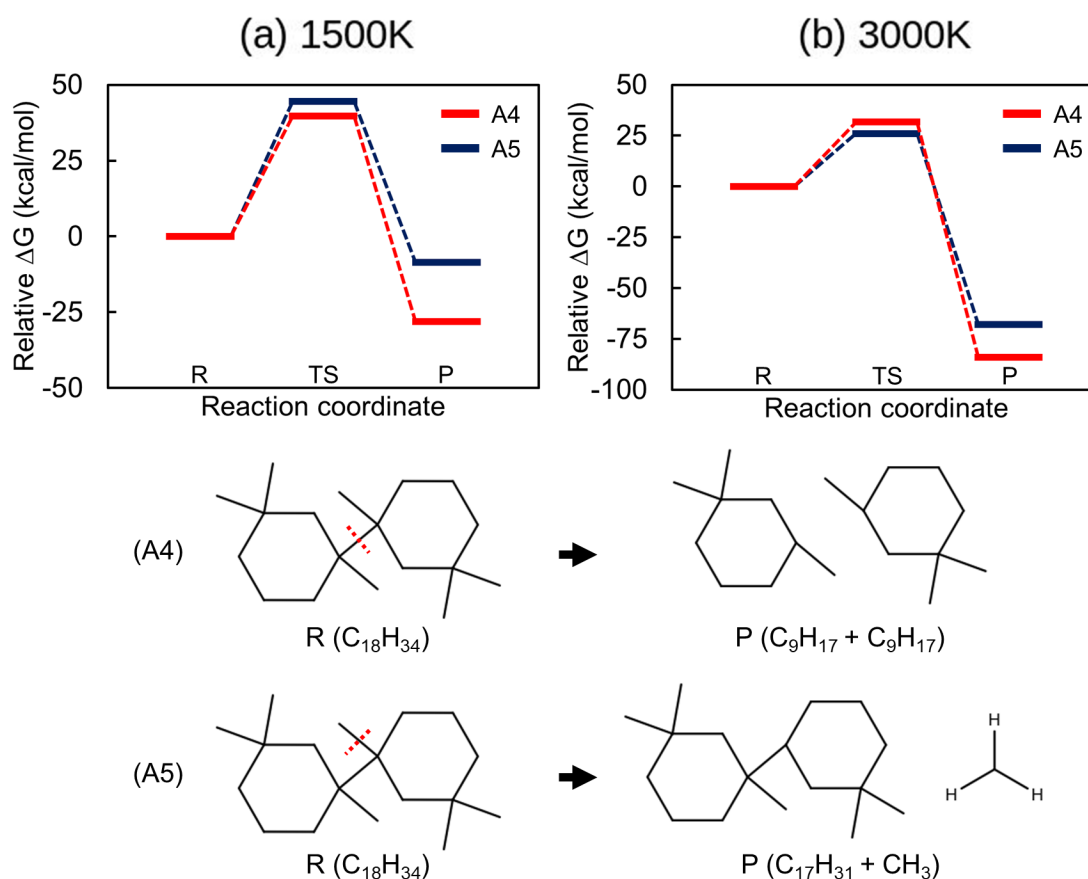 (a) 1500K
(b) 3000K
Relative ΔG (kcal/mol)
50
25
0
-25
-50
A4
A5
R
TS
P
Reaction coordinate
Relative ΔG (kcal/mol)
50
25
0
-25
-50
-75
-100
A4
A5
R
TS
P
Reaction coordinate
(A4)
R (C₁₈H₃₄)
P (C₉H₁₇ + C₉H₁₇)
(A5)
H
H
H
R (C₁₈H₃₄)
P (C₁₇H₃₁ + CH₃)